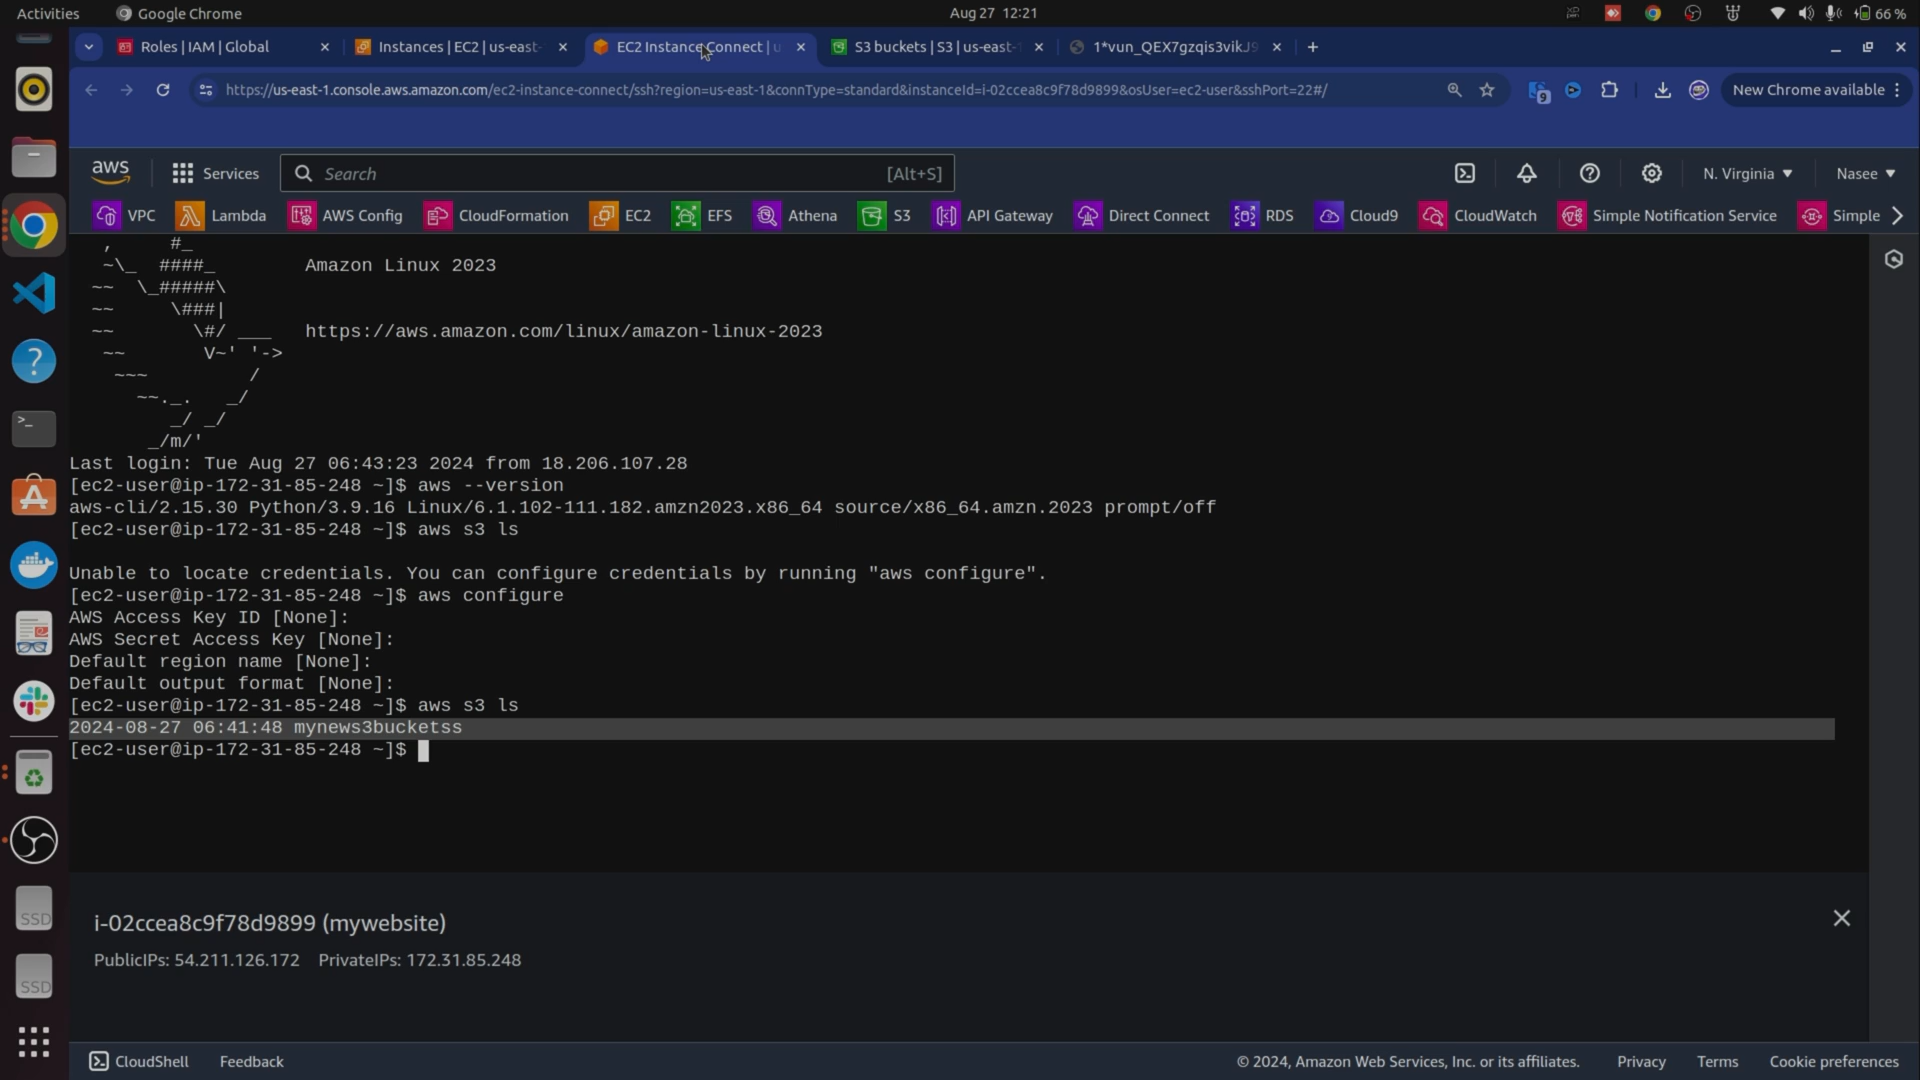 Activities
Google Chrome
Aug 27 12:21
66 %
Roles | IAM | Global
Instances | EC2 | us-east-
EC2 Instance Connect | u
S3 buckets | S3 | us-east-1
1*vun_QEX7gzqis3vikJ9
https://us-east-1.console.aws.amazon.com/ec2-instance-connect/ssh?region=us-east-1&connType=standard&instanceId=i-02ccea8c9f78d9899&osUser=ec2-user&sshPort=22#/
9
New Chrome available
aws
Services
Search
[Alt+S]
N. Virginia
Nasee
VPC
Lambda
AWS Config
CloudFormation
EC2
EFS
Athena
S3
API Gateway
Direct Connect
RDS
Cloud9
CloudWatch
Simple Notification Service
Simple
   ,     #_
   ~\_  ####_        Amazon Linux 2023
  ~~  \_#####\
  ~~     \###|
  ~~       \#/ ___   https://aws.amazon.com/linux/amazon-linux-2023
   ~~       V~' '->
    ~~~         /
      ~~._.   _/
         _/ _/
       _/m/'
Last login: Tue Aug 27 06:43:23 2024 from 18.206.107.28
[ec2-user@ip-172-31-85-248 ~]$ aws --version
aws-cli/2.15.30 Python/3.9.16 Linux/6.1.102-111.182.amzn2023.x86_64 source/x86_64.amzn.2023 prompt/off
[ec2-user@ip-172-31-85-248 ~]$ aws s3 ls
Unable to locate credentials. You can configure credentials by running "aws configure".
[ec2-user@ip-172-31-85-248 ~]$ aws configure
AWS Access Key ID [None]:
AWS Secret Access Key [None]:
Default region name [None]:
Default output format [None]:
[ec2-user@ip-172-31-85-248 ~]$ aws s3 ls
2024-08-27 06:41:48 mynews3bucketss
[ec2-user@ip-172-31-85-248 ~]$
i-02ccea8c9f78d9899 (mywebsite)
PublicIPs: 54.211.126.172 PrivateIPs: 172.31.85.248
SSD
SSD
CloudShell
Feedback
© 2024, Amazon Web Services, Inc. or its affiliates.
Privacy
Terms
Cookie preferences